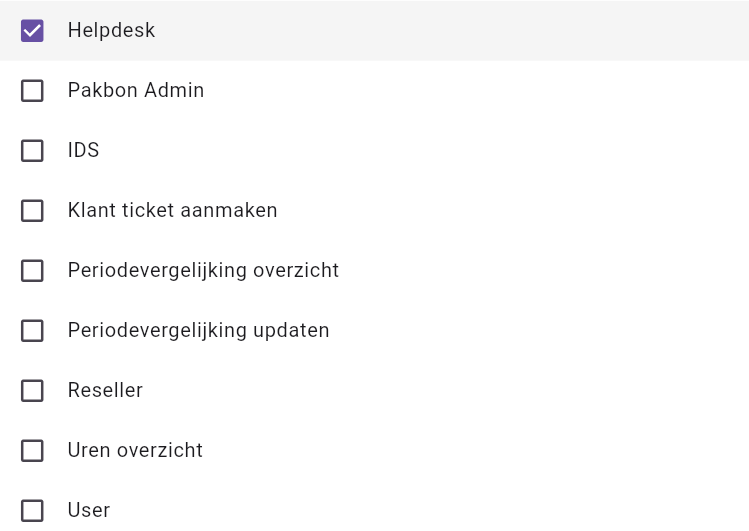 Helpdesk
Pakbon Admin
IDS
Klant ticket aanmaken
Periodevergelijking overzicht
Periodevergelijking updaten
Reseller
Uren overzicht
User